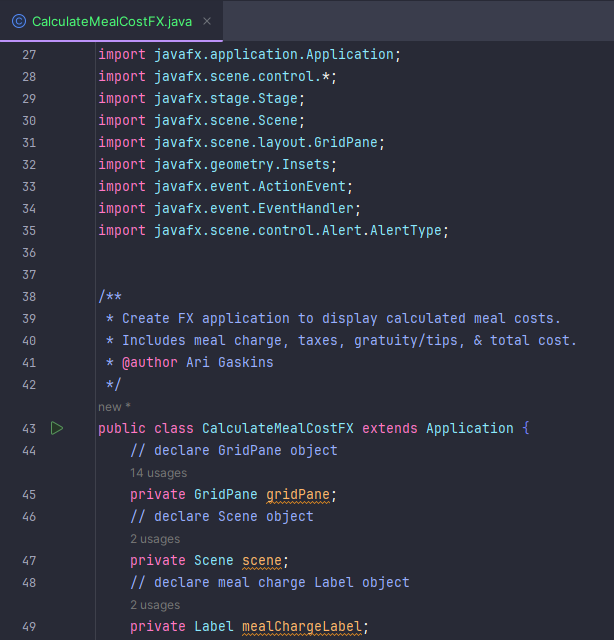 CalculateMealCostFX.java
27 import javafx.application.Application;
28 import javafx.scene.control.*;
29 import javafx.stage.Stage;
30 import javafx.scene.Scene;
31 import javafx.scene.layout.GridPane;
32 import javafx.geometry.Insets;
33 import javafx.event.ActionEvent;
34 import javafx.event.EventHandler;
35 import javafx.scene.control.Alert.AlertType;
36
37
38 /**
39 * Create FX application to display calculated meal costs.
40 * Includes meal charge, taxes, gratuity/tips, & total cost.
41 * @author Ari Gaskins
42 */
new *
43 public class CalculateMealCostFX extends Application {
44 // declare GridPane object
14 usages
45 private GridPane gridPane;
46 // declare Scene object
2 usages
47 private Scene scene;
48 // declare meal charge Label object
2 usages
49 private Label mealChargeLabel;